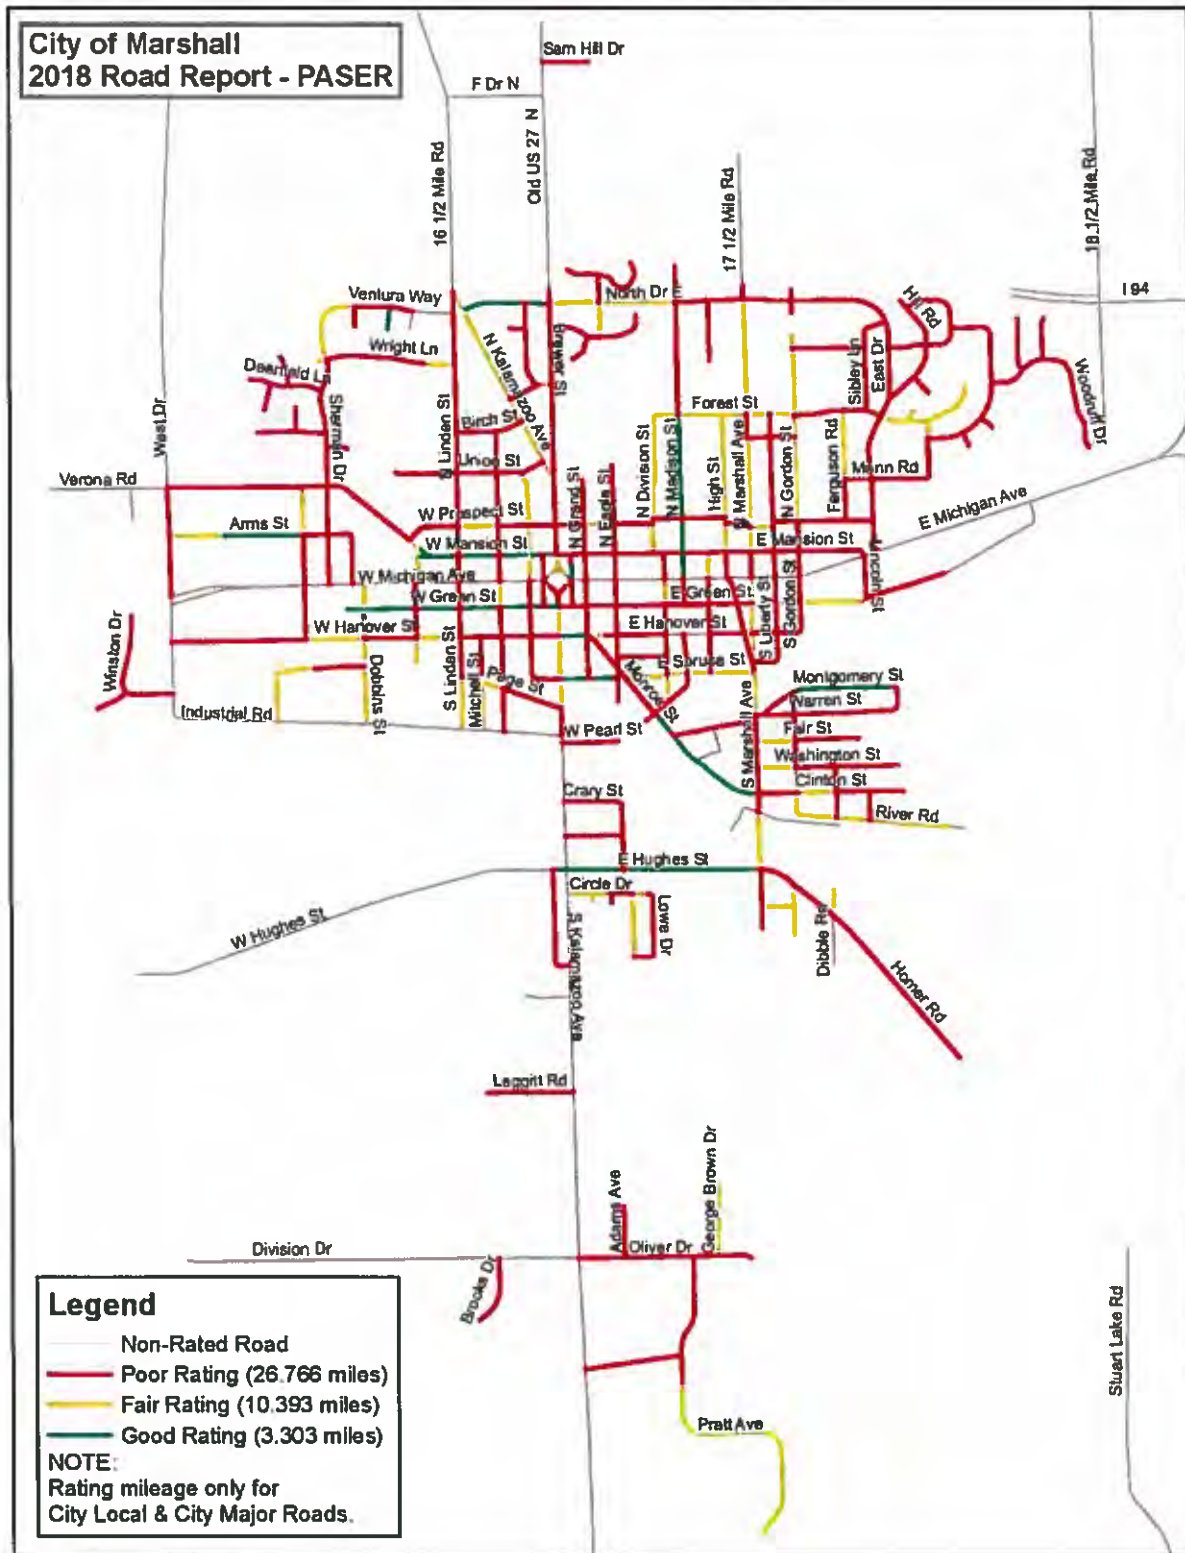 City of Marshall
2018 Road Report - PASER
Sam Hill Dr
F Dr N
Old US 27 N
16 1/2 Mile Rd
17 1/2 Mile Rd
18 1/2 Mile Rd
I 94
Ventura Way
North Dr E
Hill Rd
Wright Ln
N Kalamazoo Ave
Brewer St
Sibley Ln
East Dr
Woodruff Dr
Deerfield Ln
West Dr
Sherman Dr
N Linden St
Birch St
Forest St
Union St
N Division St
N Madison St
High St
N Marshall Ave
N Gordon St
Ferguson Rd
Mann Rd
Verona Rd
N Grand St
N Eagle St
W Prospect St
Arms St
E Michigan Ave
W Mansion St
E Mansion St
W Michigan Ave
Lincoln St
W Green St
E Green St
S Liberty St
S Gordon St
W Hanover St
E Hanover St
Winston Dr
S Linden St
Mitchell St
Page St
Monroe St
E Spruce St
Dobbins St
Industrial Rd
W Pearl St
S Marshall Ave
Montgomery St
Warren St
Fair St
Washington St
Clinton St
River Rd
Crary St
E Hughes St
Circle Dr
Lowe Dr
W Hughes St
S Kalamazoo Ave
Dibble Rd
Homer Rd
Leggitt Rd
Adams Ave
George Brown Dr
Division Dr
Oliver Dr
Brooks Dr
Stuart Lake Rd
Pratt Ave
Legend
Non-Rated Road
Poor Rating (26.766 miles)
Fair Rating (10.393 miles)
Good Rating (3.303 miles)
NOTE:
Rating mileage only for
City Local & City Major Roads.